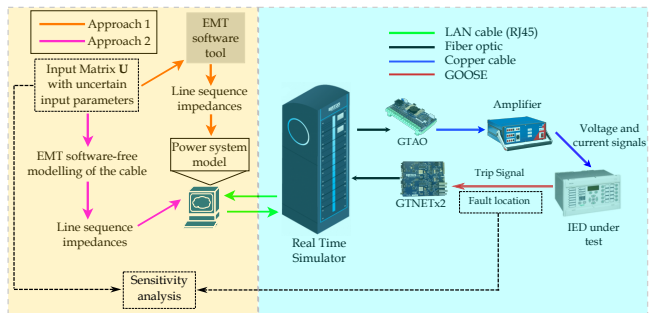 Approach 1
Approach 2
EMT
software
tool
Input Matrix U
with uncertain
input parameters
Line sequence
impedances
Power system
model
EMT software-free
modelling of the cable
Line sequence
impedances
Sensitivity
analysis
LAN cable (RJ45)
Fiber optic
Copper cable
GOOSE
Real Time
Simulator
GTAO
Amplifier
Voltage and
current signals
Trip Signal
GTNETx2
Fault location
IED under
test